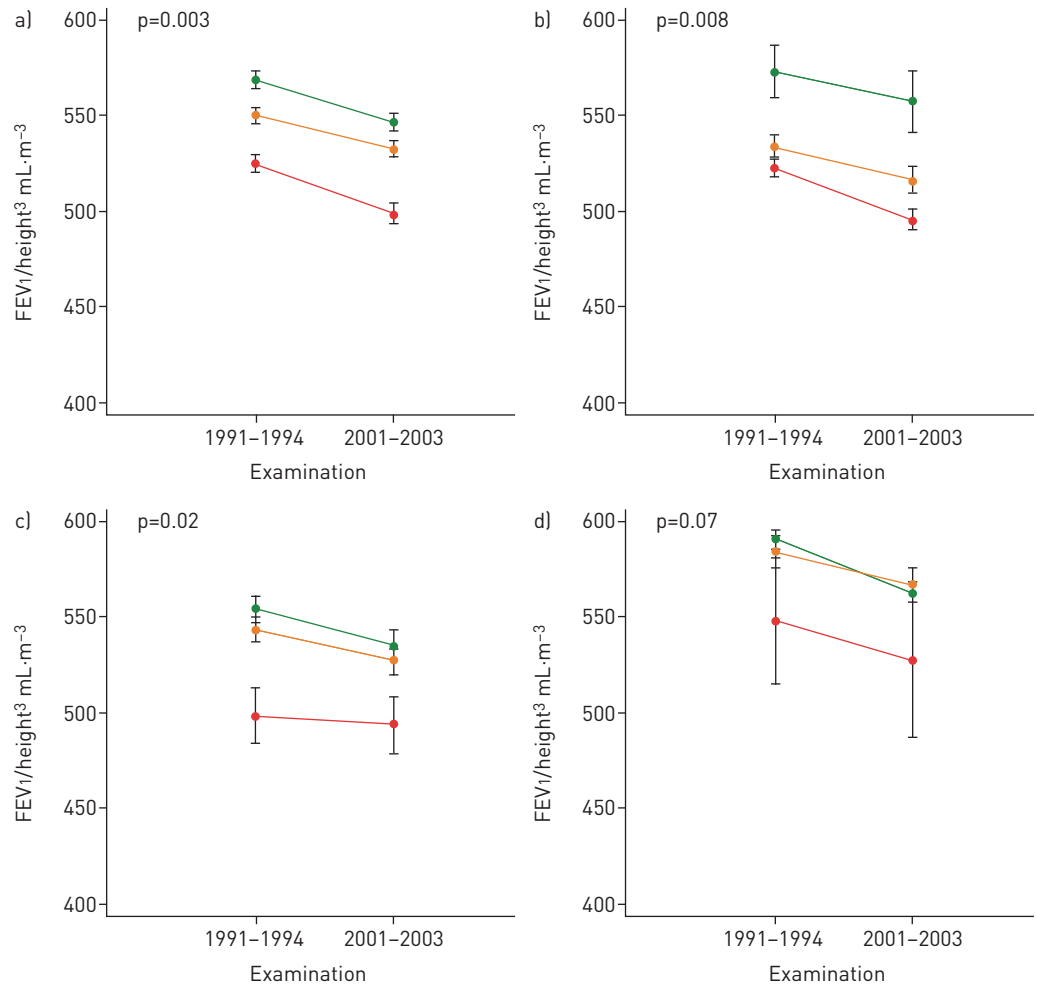 a)
p=0.003
600
550
500
450
400
FEV1/height³ mL·m⁻³
1991–1994
2001–2003
Examination
b)
p=0.008
600
550
500
450
400
FEV1/height³ mL·m⁻³
1991–1994
2001–2003
Examination
c)
p=0.02
600
550
500
450
400
FEV1/height³ mL·m⁻³
1991–1994
2001–2003
Examination
d)
p=0.07
600
550
500
450
400
FEV1/height³ mL·m⁻³
1991–1994
2001–2003
Examination